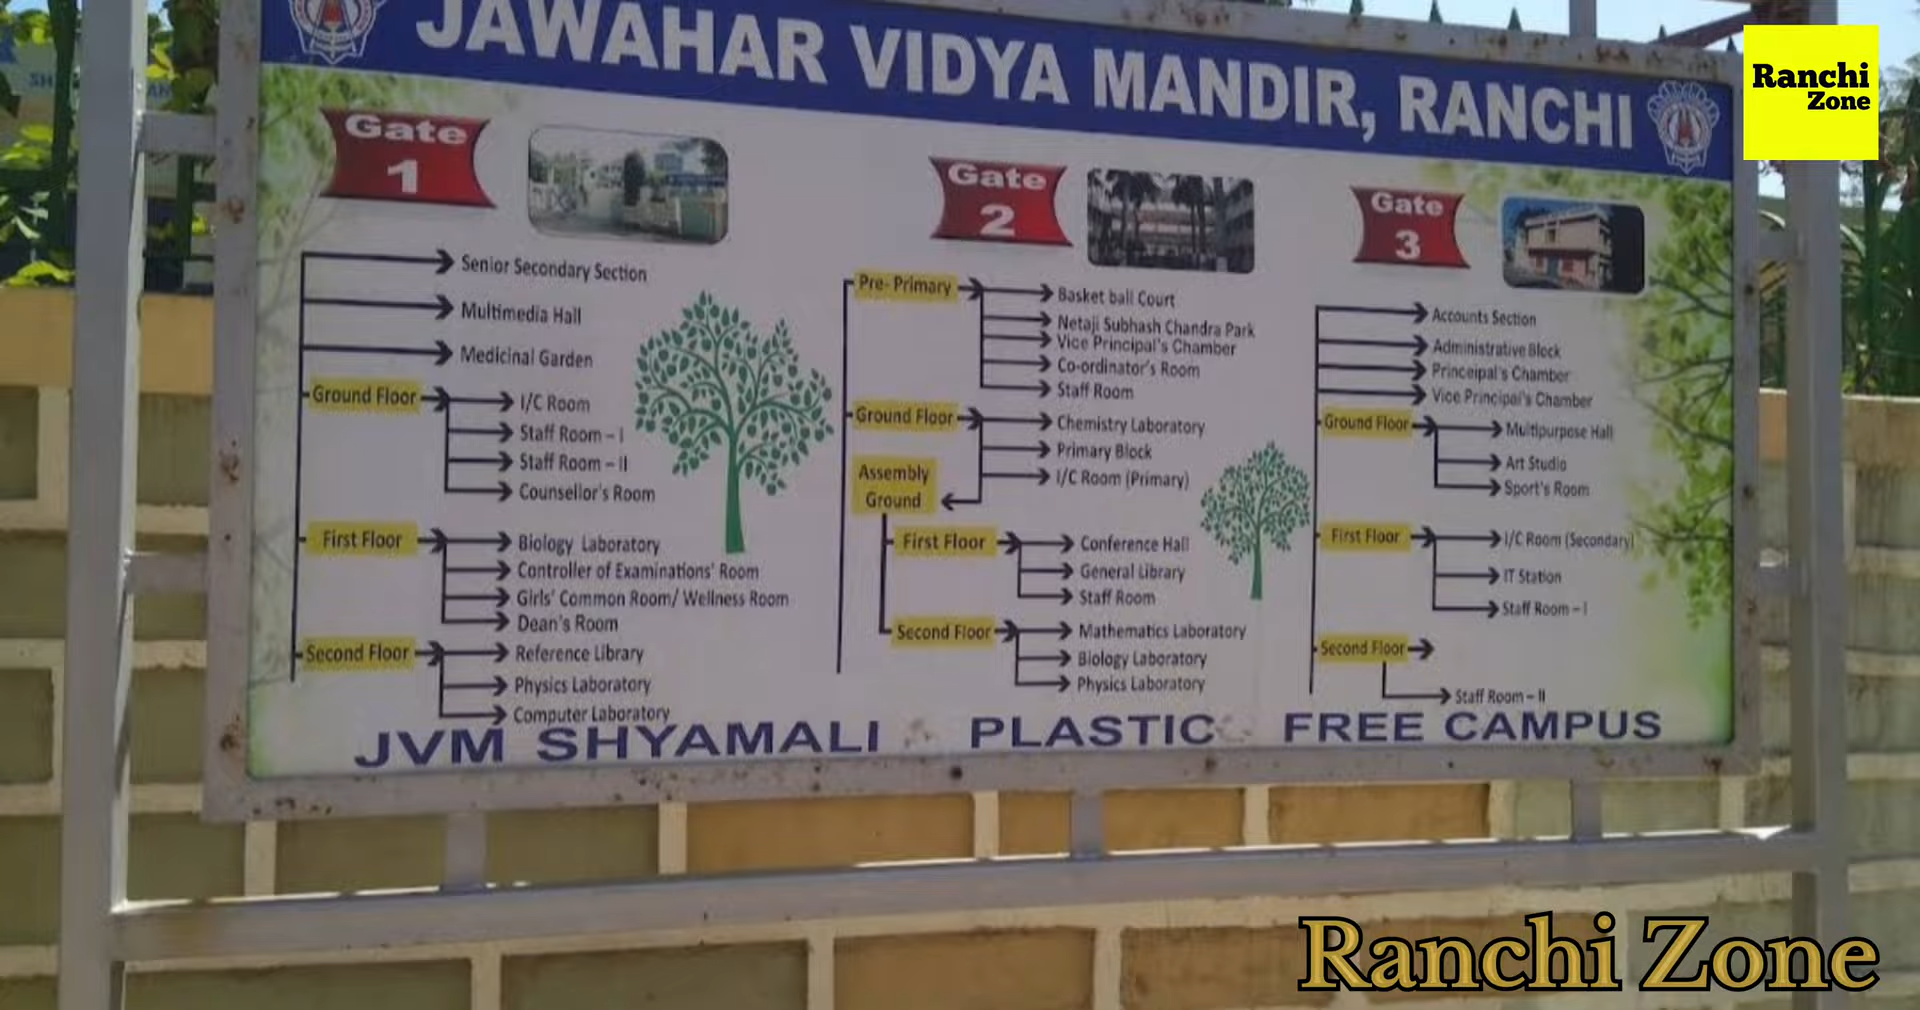 JAWAHAR VIDYA MANDIR, RANCHI
Ranchi
Zone
Gate
1
Senior Secondary Section
Multimedia Hall
Medicinal Garden
Ground Floor
I/C Room
Staff Room – I
Staff Room – II
Counsellor's Room
First Floor
Biology Laboratory
Controller of Examinations' Room
Girls' Common Room/ Wellness Room
Dean's Room
Second Floor
Reference Library
Physics Laboratory
Computer Laboratory
Gate
2
Pre- Primary
Basket ball Court
Netaji Subhash Chandra Park
Vice Principal's Chamber
Co-ordinator's Room
Staff Room
Ground Floor
Chemistry Laboratory
Primary Block
I/C Room (Primary)
Assembly
Ground
First Floor
Conference Hall
General Library
Staff Room
Second Floor
Mathematics Laboratory
Biology Laboratory
Physics Laboratory
Gate
3
Accounts Section
Administrative Block
Princeipal's Chamber
Vice Principal's Chamber
Ground Floor
Multipurpose Hall
Art Studio
Sport's Room
First Floor
I/C Room (Secondary)
IT Station
Staff Room – I
Second Floor
Staff Room – II
JVM SHYAMALI PLASTIC FREE CAMPUS
Ranchi Zone